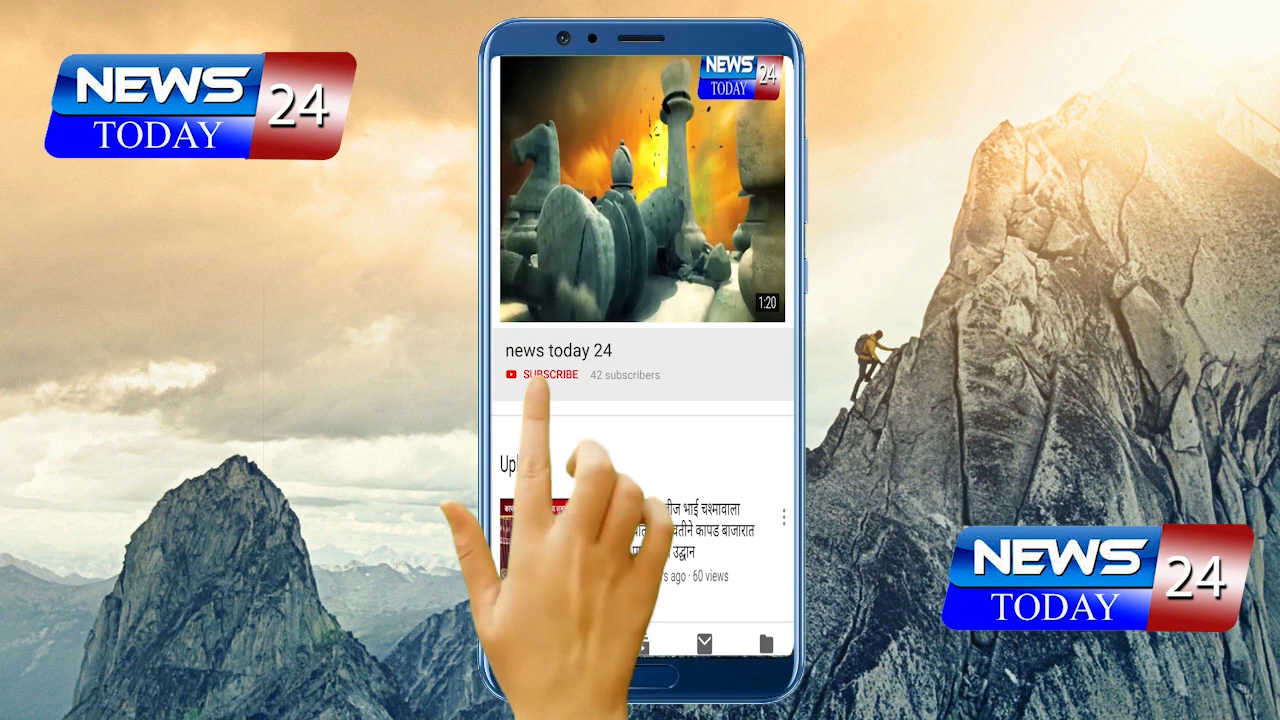 NEWS
TODAY
24
NEWS
TODAY
24
1:20
news today 24
SUBSCRIBE
42 subscribers
भाई चश्मावाला
कापड बाजारात
उद्धान
ago · 60 views
NEWS
TODAY
24